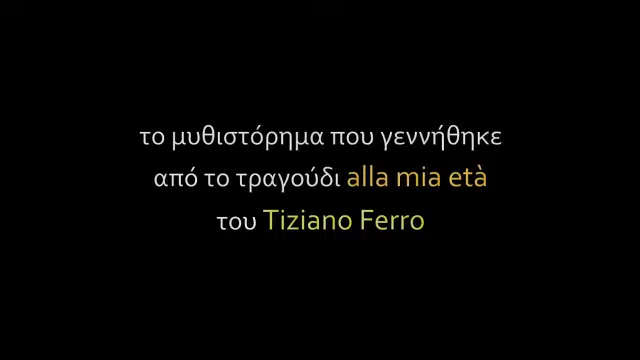 το μυθιστόρημα που γεννήθηκε
από το τραγούδι alla mia età
του Tiziano Ferro